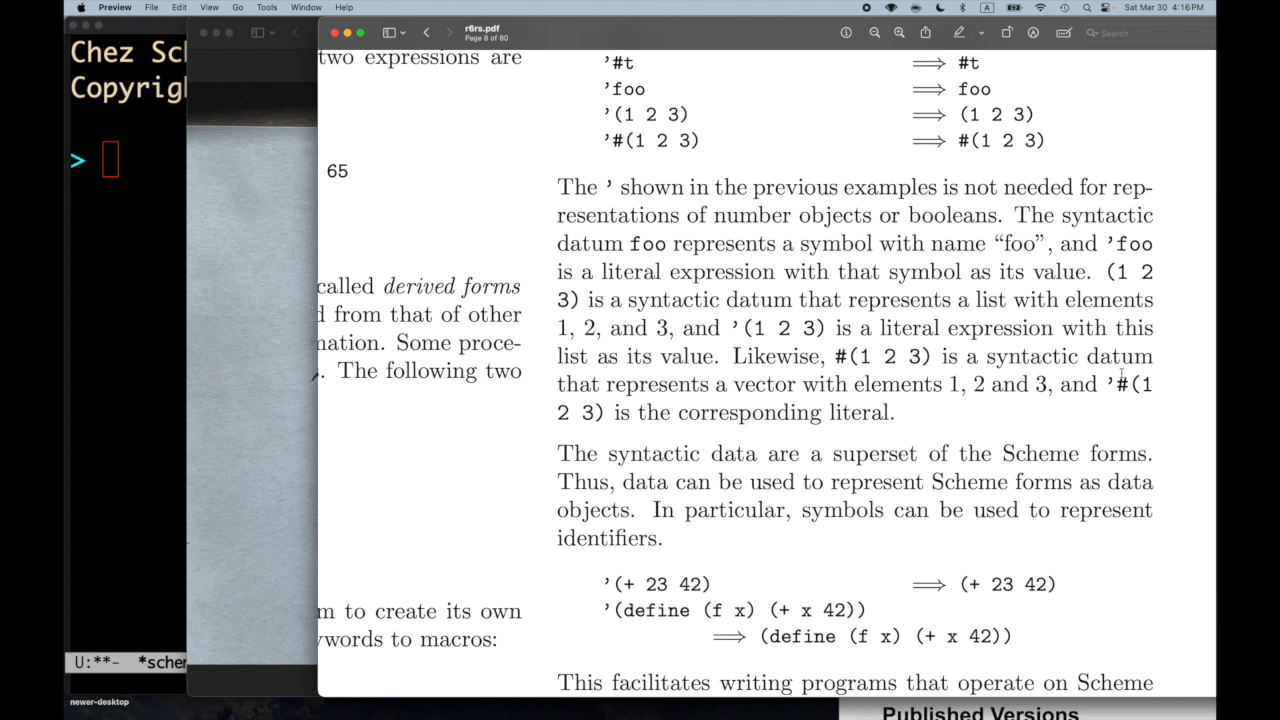 Preview File Edit View Go Tools Window Help
A
Sat Mar 30 4:16 PM
r6rs.pdf
Page 8 of 90
Search
Chez Sc
Copyrig
>
U:**- *sche
newer-desktop
two expressions are
65
called derived forms
d from that of other
mation. Some proce-
. The following two
m to create its own
ywords to macros:
’#t ⟹ #t
’foo ⟹ foo
’(1 2 3) ⟹ (1 2 3)
’#(1 2 3) ⟹ #(1 2 3)
The ’ shown in the previous examples is not needed for rep-
resentations of number objects or booleans. The syntactic
datum foo represents a symbol with name “foo”, and ’foo
is a literal expression with that symbol as its value. (1 2
3) is a syntactic datum that represents a list with elements
1, 2, and 3, and ’(1 2 3) is a literal expression with this
list as its value. Likewise, #(1 2 3) is a syntactic datum
that represents a vector with elements 1, 2 and 3, and ’#(1
2 3) is the corresponding literal.
The syntactic data are a superset of the Scheme forms.
Thus, data can be used to represent Scheme forms as data
objects. In particular, symbols can be used to represent
identifiers.
’(+ 23 42) ⟹ (+ 23 42)
’(define (f x) (+ x 42))
⟹ (define (f x) (+ x 42))
This facilitates writing programs that operate on Scheme
Published Versions